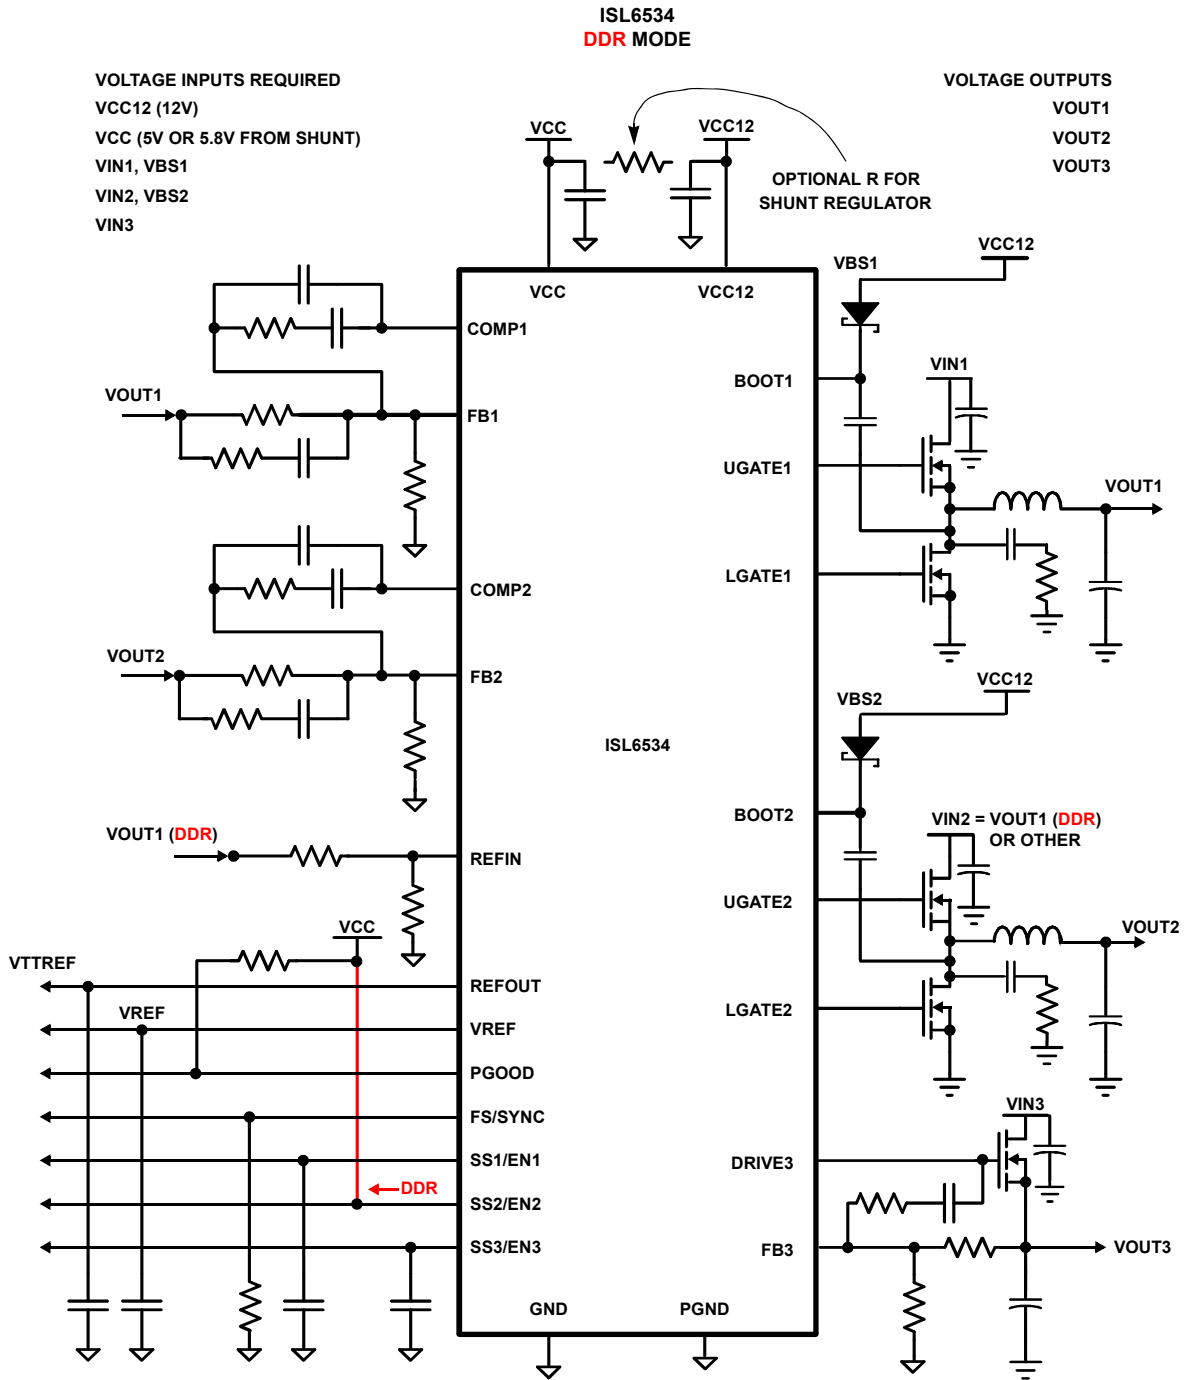 ISL6534
DDR MODE
VOLTAGE INPUTS REQUIRED
VCC12 (12V)
VCC (5V OR 5.8V FROM SHUNT)
VIN1, VBS1
VIN2, VBS2
VIN3
VOLTAGE OUTPUTS
VOUT1
VOUT2
VOUT3
VCC
VCC12
OPTIONAL R FOR
SHUNT REGULATOR
VCC
VCC12
COMP1
VOUT1
FB1
COMP2
VOUT2
FB2
VOUT1 (DDR)
REFIN
VCC
VTTREF
REFOUT
VREF
VREF
PGOOD
FS/SYNC
SS1/EN1
DDR
SS2/EN2
SS3/EN3
GND
PGND
ISL6534
VBS1
VCC12
BOOT1
VIN1
UGATE1
VOUT1
LGATE1
VBS2
VCC12
BOOT2
VIN2 = VOUT1 (DDR)
OR OTHER
UGATE2
VOUT2
LGATE2
VIN3
DRIVE3
FB3
VOUT3